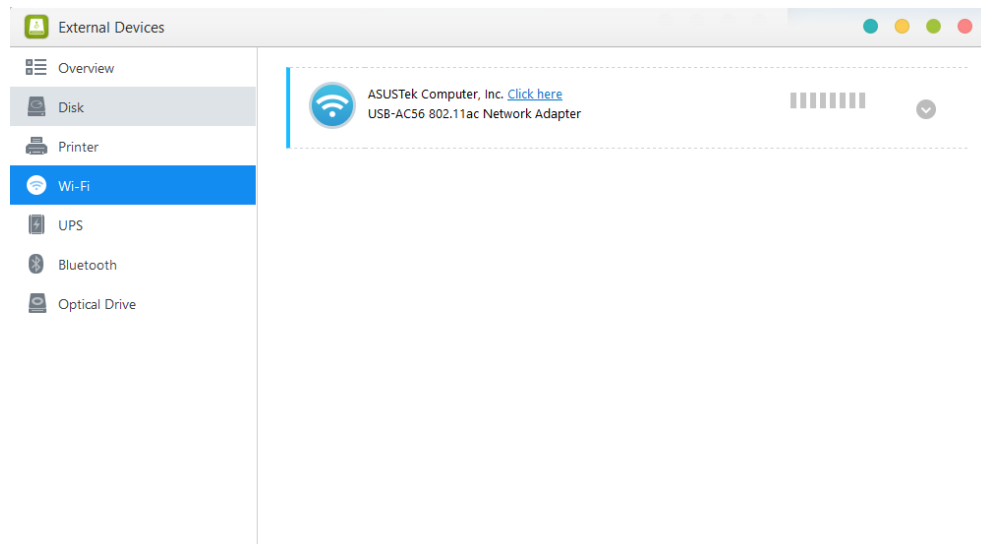 External Devices
Overview
Disk
Printer
Wi-Fi
UPS
Bluetooth
Optical Drive
ASUSTek Computer, Inc. Click here
USB-AC56 802.11ac Network Adapter